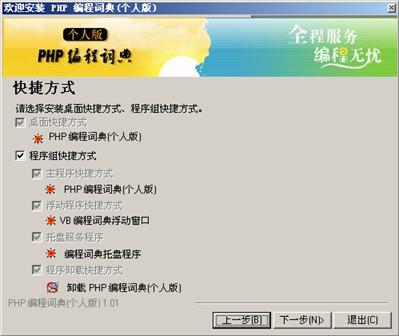 欢迎安装 PHP 编程词典(个人版)
个人版
PHP 编程词典
全程服务
编程无忧
快捷方式
请选择安装桌面快捷方式、程序组快捷方式。
桌面快捷方式
PHP 编程词典(个人版)
程序组快捷方式
主程序快捷方式
PHP 编程词典(个人版)
浮动程序快捷方式
VB 编程词典浮动窗口
托盘服务程序
编程词典托盘程序
程序卸载快捷方式
卸载 PHP 编程词典(个人版)
PHP 编程词典(个人版) 1.01
上一步(B) 下一步(N)> 退出(C)